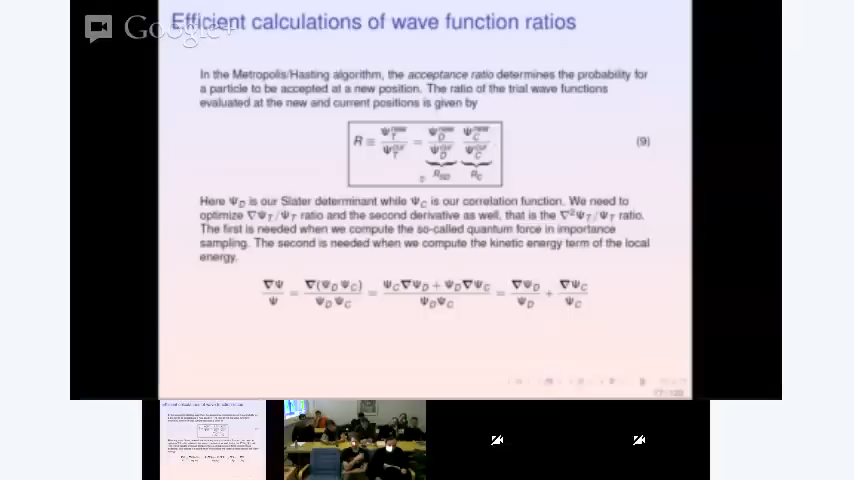 Google+
Efficient calculations of wave function ratios
In the Metropolis/Hasting algorithm, the acceptance ratio determines the probability for
a particle to be accepted at a new position. The ratio of the trial wave functions
evaluated at the new and current positions is given by
R ≡ Ψ_T^new / Ψ_T^cur = Ψ_D^new / Ψ_D^cur Ψ_C^new / Ψ_C^cur (9)
R_SD R_C
Here Ψ_D is our Slater determinant while Ψ_C is our correlation function. We need to
optimize ∇Ψ_T/Ψ_T ratio and the second derivative as well, that is the ∇²Ψ_T/Ψ_T ratio.
The first is needed when we compute the so-called quantum force in importance
sampling. The second is needed when we compute the kinetic energy term of the local
energy.
∇Ψ / Ψ = ∇(Ψ_D Ψ_C) / Ψ_D Ψ_C = Ψ_C ∇Ψ_D + Ψ_D ∇Ψ_C / Ψ_D Ψ_C = ∇Ψ_D / Ψ_D + ∇Ψ_C / Ψ_C